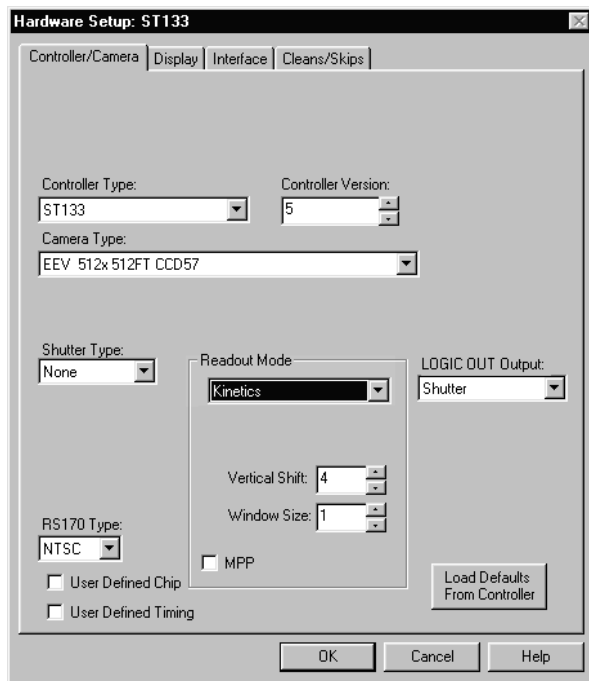 Hardware Setup: ST133
Controller/Camera
Display
Interface
Cleans/Skips
Controller Type:
Controller Version:
ST133
5
Camera Type:
EEV 512x 512FT CCD57
Shutter Type:
None
Readout Mode
Kinetics
LOGIC OUT Output:
Shutter
Vertical Shift: 4
Window Size: 1
MPP
RS170 Type:
NTSC
User Defined Chip
User Defined Timing
Load Defaults
From Controller
OK
Cancel
Help